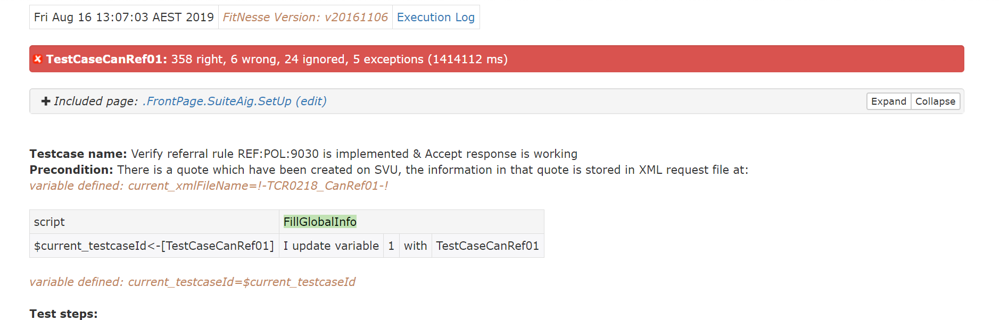 Fri Aug 16 13:07:03 AEST 2019 FitNesse Version: v20161106 Execution Log
TestCaseCanRef01: 358 right, 6 wrong, 24 ignored, 5 exceptions (1414112 ms)
Included page: .FrontPage.SuiteAig.SetUp (edit) Expand Collapse
Testcase name: Verify referral rule REF:POL:9030 is implemented & Accept response is working
Precondition: There is a quote which have been created on SVU, the information in that quote is stored in XML request file at:
variable defined: current_xmlFileName=!-TCR0218_CanRef01-!
script FillGlobalInfo
$current_testcaseId<-[TestCaseCanRef01] I update variable 1 with TestCaseCanRef01
variable defined: current_testcaseId=$current_testcaseId
Test steps: